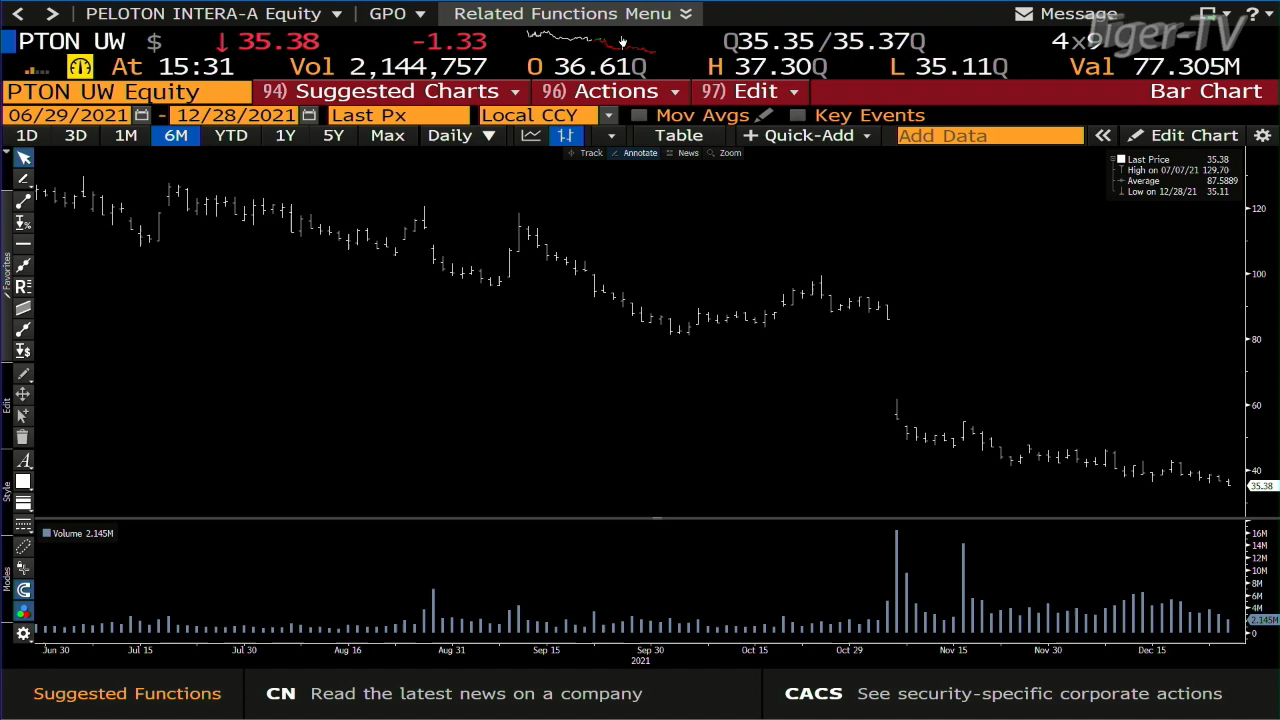 PELOTON INTERA-A Equity GPO Related Functions Menu Message ?
Tiger-TV
PTON UW $ 35.38 -1.33 Q35.35/35.37Q 4x9
At 15:31 Vol 2,144,757 O 36.61Q H 37.30Q L 35.11Q Val 77.305M
PTON UW Equity 94) Suggested Charts 96) Actions 97) Edit Bar Chart
06/29/2021 - 12/28/2021 Last Px Local CCY Mov Avgs Key Events
1D 3D 1M 6M YTD 1Y 5Y Max Daily Table + Quick-Add Add Data Edit Chart
Track Annotate News Zoom
Last Price 35.38
High on 07/07/21 129.70
Average 87.5889
Low on 12/28/21 35.11
Favorites
Edit
Style
Modes
120
100
80
60
40
35.38
Volume 2.145M
16M
14M
12M
10M
8M
6M
4M
2.145M
0
Jun 30 Jul 15 Jul 30 Aug 16 Aug 31 Sep 15 Sep 30 Oct 15 Oct 29 Nov 15 Nov 30 Dec 15
2021
Suggested Functions CN Read the latest news on a company CACS See security-specific corporate actions